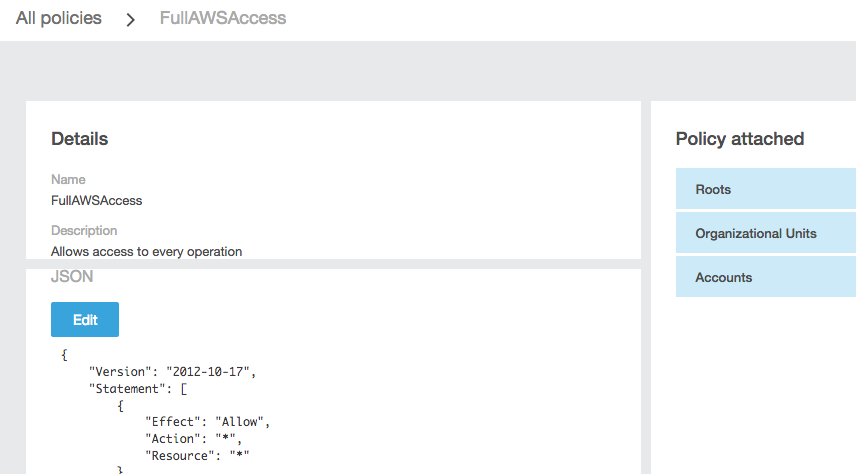 All policies > FullAWSAccess
Details
Name
FullAWSAccess
Description
Allows access to every operation
JSON
Edit
{
    "Version": "2012-10-17",
    "Statement": [
        {
            "Effect": "Allow",
            "Action": "*",
            "Resource": "*"
        }
Policy attached
Roots
Organizational Units
Accounts